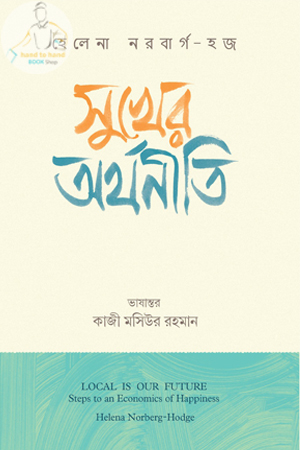 হেলেনা নরবার্গ-হজ
সুখের
অর্থনীতি
ভাষান্তর
কাজী মসিউর রহমান
LOCAL IS OUR FUTURE
Steps to an Economics of Happiness
Helena Norberg-Hodge